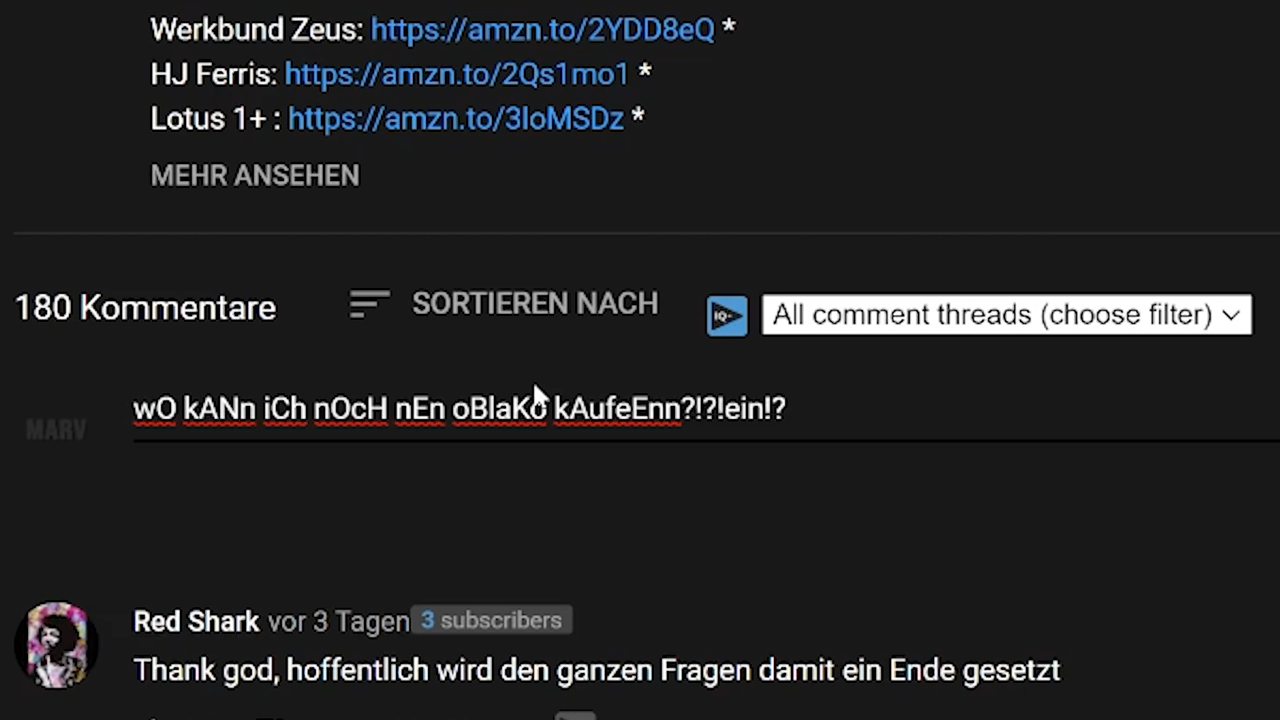 Werkbund Zeus: https://amzn.to/2YDD8eQ *
HJ Ferris: https://amzn.to/2Qs1mo1 *
Lotus 1+ : https://amzn.to/3loMSDz *
MEHR ANSEHEN
180 Kommentare SORTIEREN NACH IQ All comment threads (choose filter)
MARV wO kANn iCh nOcH nEn oBlaKo kAufeEnn?!?!ein!?
Red Shark vor 3 Tagen 3 subscribers
Thank god, hoffentlich wird den ganzen Fragen damit ein Ende gesetzt